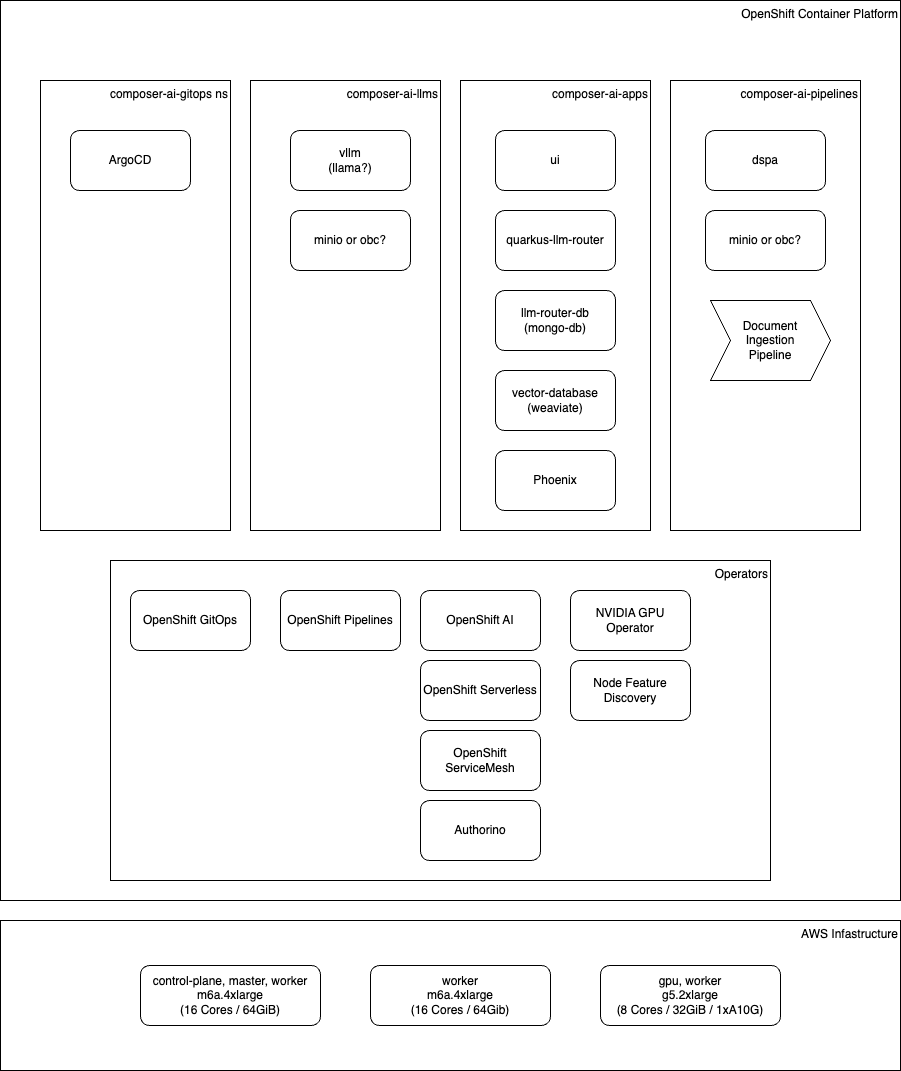 OpenShift Container Platform
composer-ai-gitops ns
ArgoCD
composer-ai-llms
vllm
(llama?)
minio or obc?
composer-ai-apps
ui
quarkus-llm-router
llm-router-db
(mongo-db)
vector-database
(weaviate)
Phoenix
composer-ai-pipelines
dspa
minio or obc?
Document
Ingestion
Pipeline
Operators
OpenShift GitOps
OpenShift Pipelines
OpenShift AI
OpenShift Serverless
OpenShift
ServiceMesh
Authorino
NVIDIA GPU
Operator
Node Feature
Discovery
AWS Infastructure
control-plane, master, worker
m6a.4xlarge
(16 Cores / 64GiB)
worker
m6a.4xlarge
(16 Cores / 64Gib)
gpu, worker
g5.2xlarge
(8 Cores / 32GiB / 1xA10G)